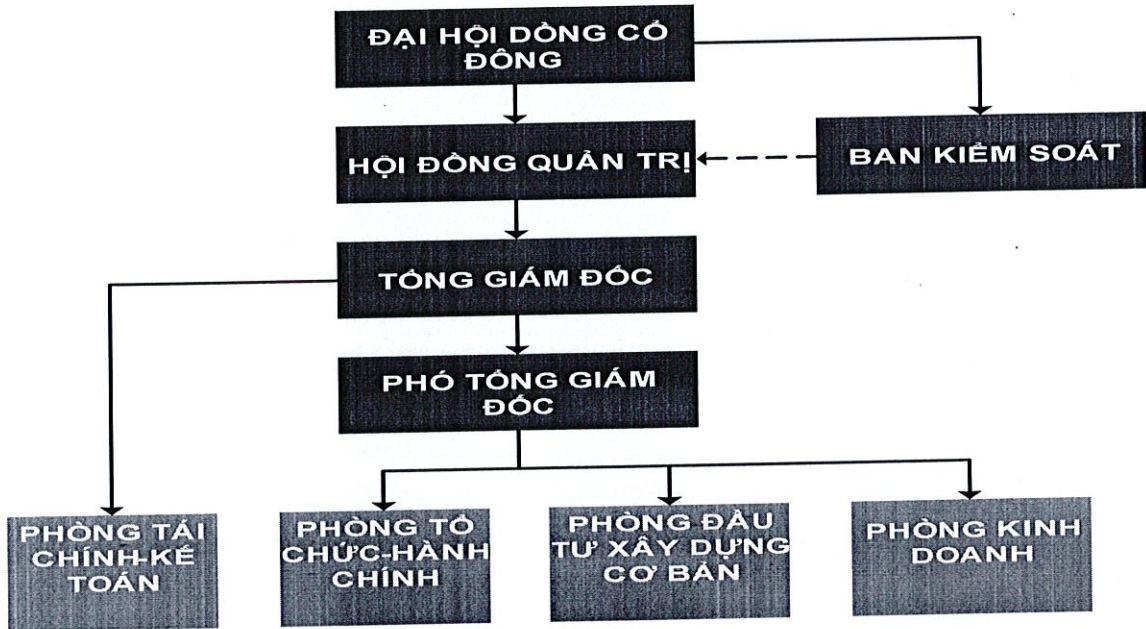 ĐẠI HỘI DỒNG CỔ
ĐÔNG
HỘI ĐỒNG QUẢN TRỊ
BAN KIỂM SOÁT
TỔNG GIÁM ĐỐC
PHÓ TỔNG GIÁM
ĐỐC
PHÒNG TÀI
CHÍNH-KẾ
TOÁN
PHÒNG TỔ
CHỨC-HÀNH
CHÍNH
PHÒNG ĐẦU
TƯ XÂY DỰNG
CƠ BẢN
PHÒNG KINH
DOANH